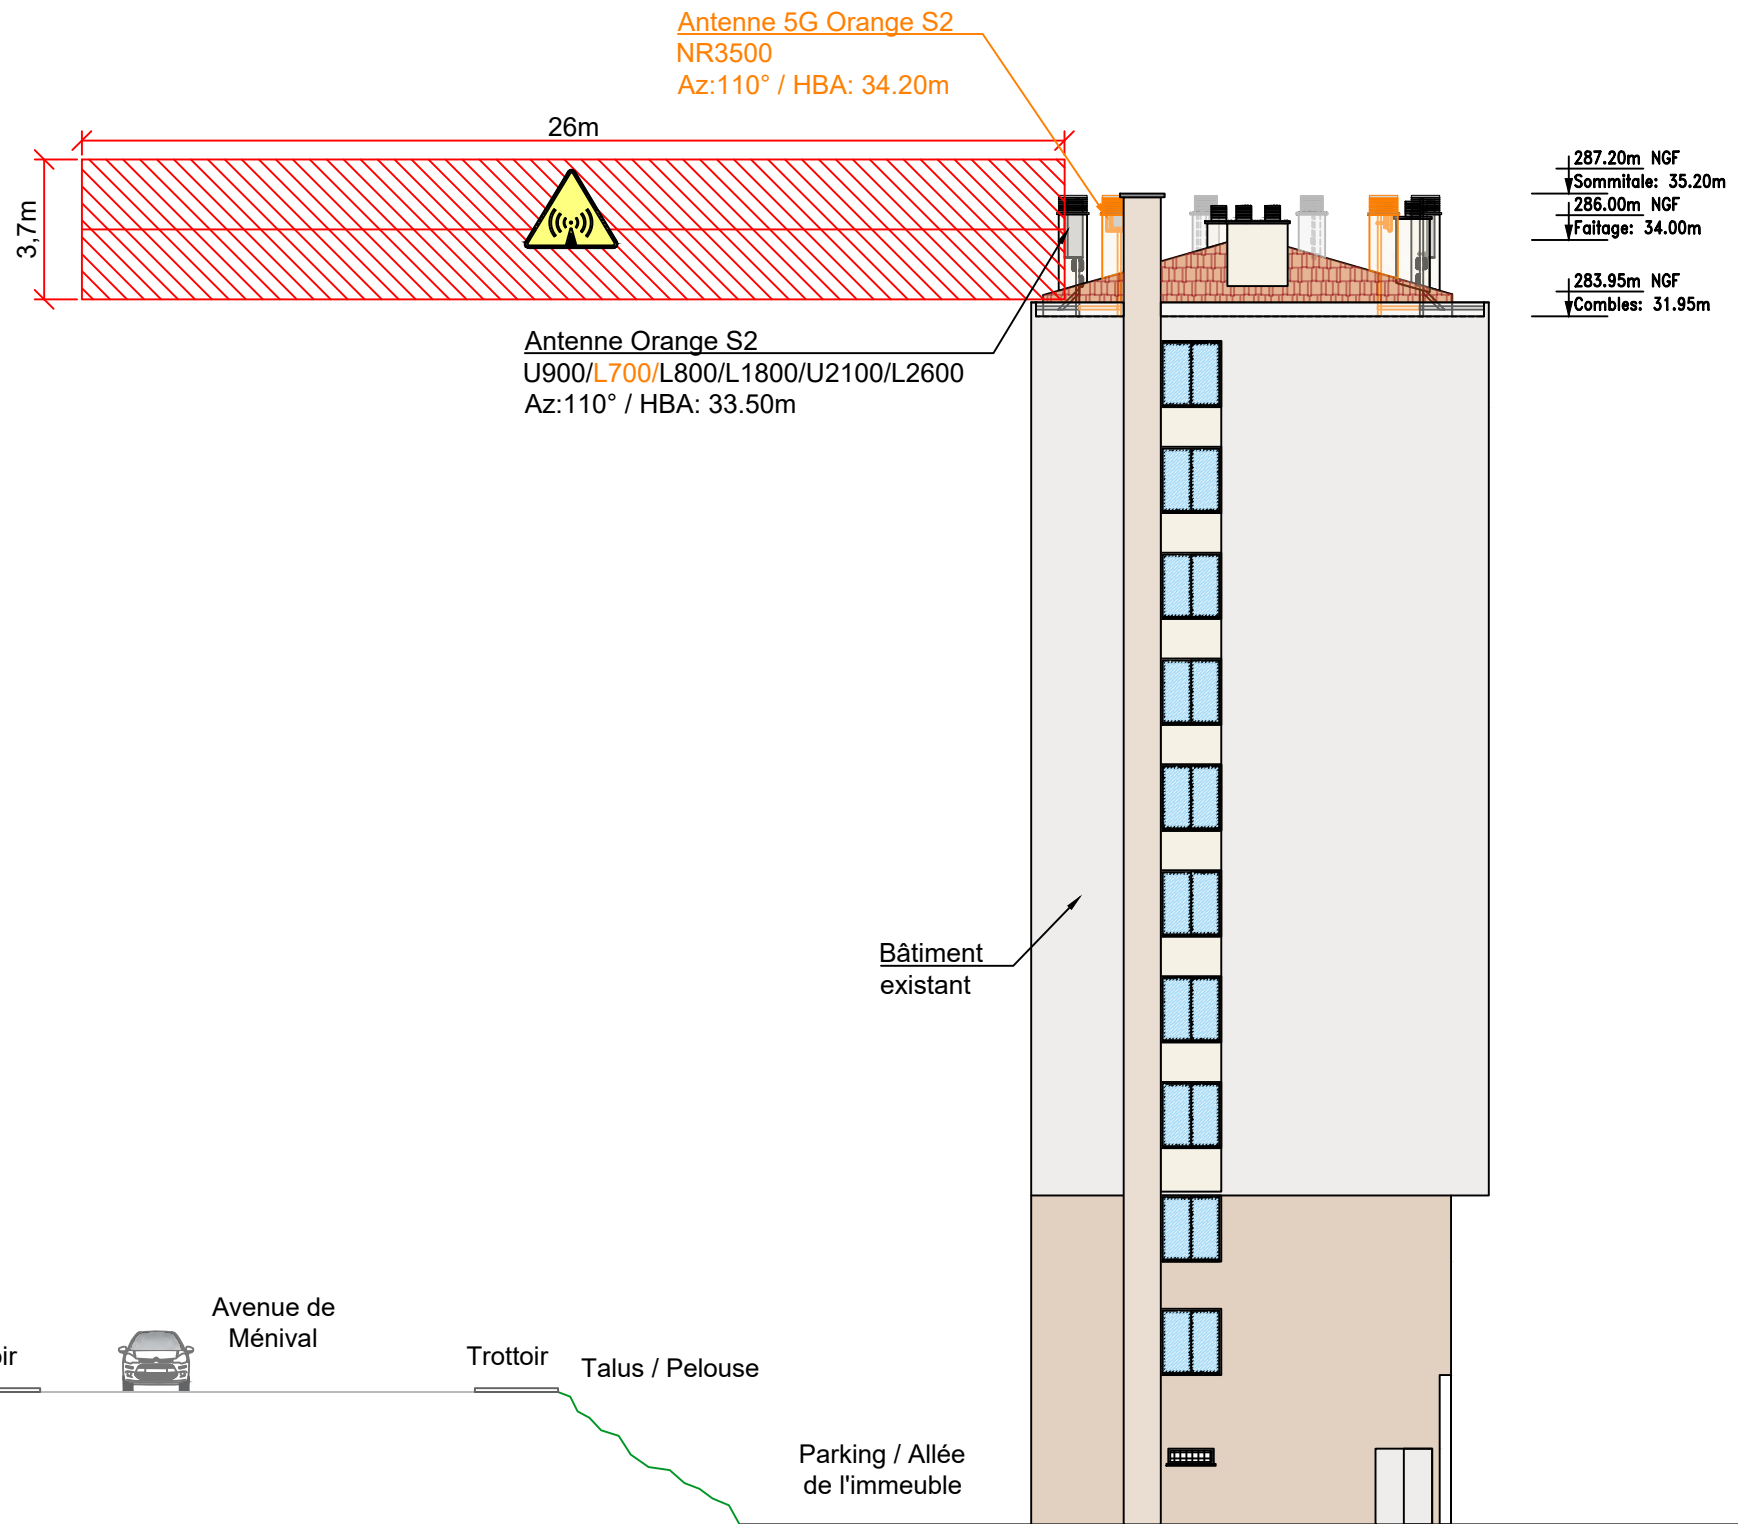 Antenne 5G Orange S2
NR3500
Az:110° / HBA: 34.20m
26m
3,7m
287.20m NGF
Sommitale: 35.20m
286.00m NGF
Faitage: 34.00m
283.95m NGF
Combles: 31.95m
Antenne Orange S2
U900/L700/L800/L1800/U2100/L2600
Az:110° / HBA: 33.50m
Bâtiment
existant
Avenue de
Ménival
ir
Trottoir
Talus / Pelouse
Parking / Allée
de l'immeuble